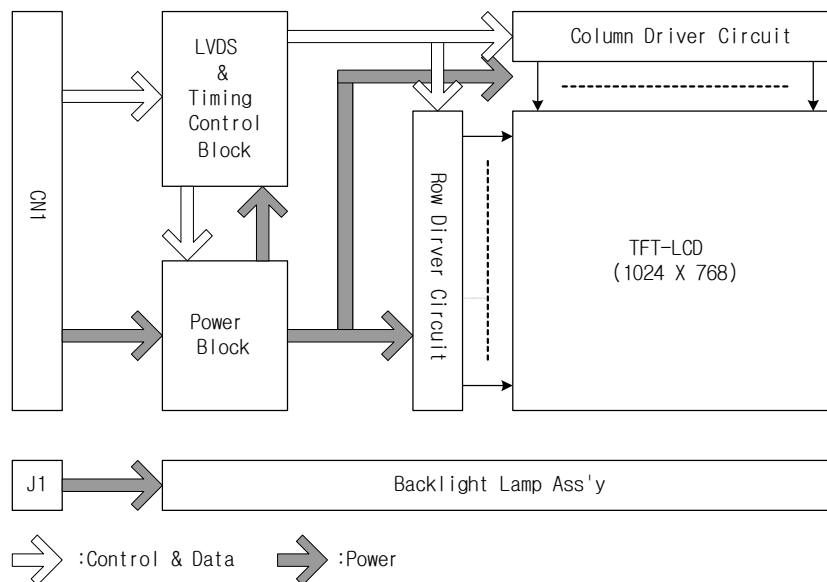 LVDS
&
Timing
Control
Block
Column Driver Circuit
CN1
Row Dirver Circuit
TFT-LCD
(1024 X 768)
Power
Block
J1
Backlight Lamp Ass'y
:Control & Data
:Power